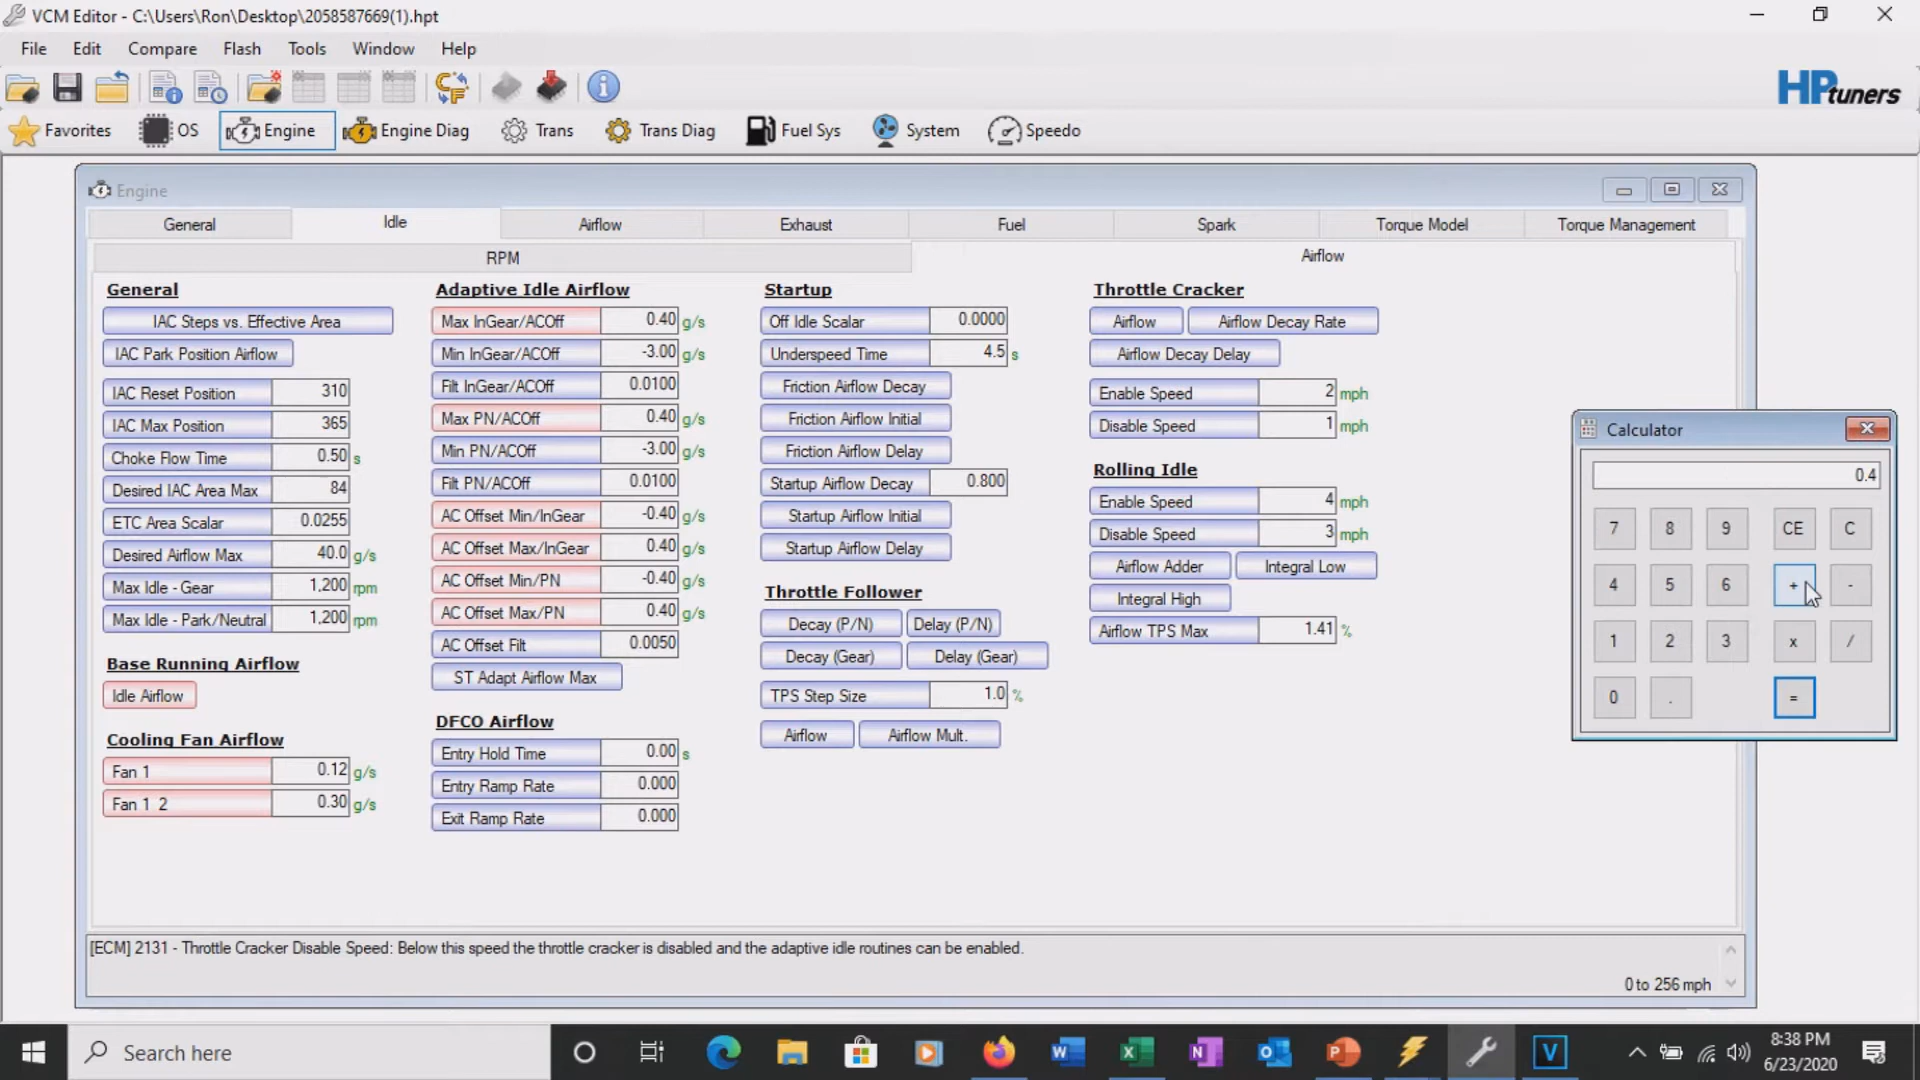 VCM Editor - C:\Users\Ron\Desktop\2058587669(1).hpt
File Edit Compare Flash Tools Window Help
HPtuners
Favorites OS Engine Engine Diag Trans Trans Diag Fuel Sys System Speedo
Engine
General Idle Airflow Exhaust Fuel Spark Torque Model Torque Management
RPM Airflow
General
IAC Steps vs. Effective Area
IAC Park Position Airflow
IAC Reset Position 310
IAC Max Position 365
Choke Flow Time 0.50 s
Desired IAC Area Max 84
ETC Area Scalar 0.0255
Desired Airflow Max 40.0 g/s
Max Idle - Gear 1,200 rpm
Max Idle - Park/Neutral 1,200 rpm
Base Running Airflow
Idle Airflow
Cooling Fan Airflow
Fan 1 0.12 g/s
Fan 1 2 0.30 g/s
Adaptive Idle Airflow
Max InGear/ACOff 0.40 g/s
Min InGear/ACOff -3.00 g/s
Filt InGear/ACOff 0.0100
Max PN/ACOff 0.40 g/s
Min PN/ACOff -3.00 g/s
Filt PN/ACOff 0.0100
AC Offset Min/InGear -0.40 g/s
AC Offset Max/InGear 0.40 g/s
AC Offset Min/PN -0.40 g/s
AC Offset Max/PN 0.40 g/s
AC Offset Filt 0.0050
ST Adapt Airflow Max
DFCO Airflow
Entry Hold Time 0.00 s
Entry Ramp Rate 0.000
Exit Ramp Rate 0.000
Startup
Off Idle Scalar 0.0000
Underspeed Time 4.5 s
Friction Airflow Decay
Friction Airflow Initial
Friction Airflow Delay
Startup Airflow Decay 0.800
Startup Airflow Initial
Startup Airflow Delay
Throttle Follower
Decay (P/N) Delay (P/N)
Decay (Gear) Delay (Gear)
TPS Step Size 1.0 %
Airflow Airflow Mult.
Throttle Cracker
Airflow Airflow Decay Rate
Airflow Decay Delay
Enable Speed 2 mph
Disable Speed 1 mph
Rolling Idle
Enable Speed 4 mph
Disable Speed 3 mph
Airflow Adder Integral Low
Integral High
Airflow TPS Max 1.41 %
Calculator
0.4
7 8 9 CE C
4 5 6 + -
1 2 3 x /
0 . =
[ECM] 2131 - Throttle Cracker Disable Speed: Below this speed the throttle cracker is disabled and the adaptive idle routines can be enabled.
0 to 256 mph
Search here
8:38 PM
6/23/2020